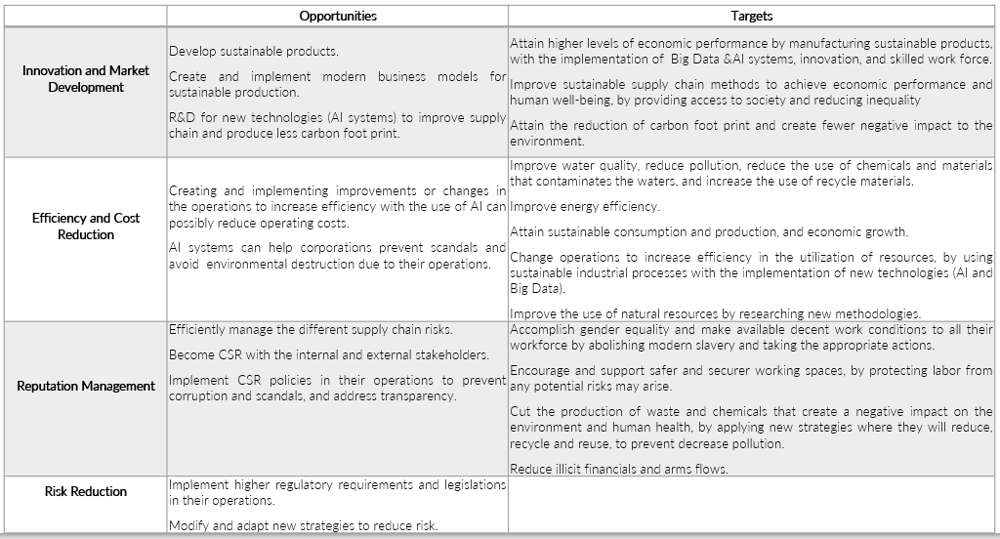 Opportunities
Targets
Innovation and Market
Development
Develop sustainable products.
Create and implement modern business models for
sustainable production.
R&D for new technologies (AI systems) to improve supply
chain and produce less carbon foot print.
Attain higher levels of economic performance by manufacturing sustainable products,
with the implementation of Big Data &AI systems, innovation, and skilled work force.
Improve sustainable supply chain methods to achieve economic performance and
human well-being, by providing access to society and reducing inequality
Attain the reduction of carbon foot print and create fewer negative impact to the
environment.
Efficiency and Cost
Reduction
Creating and implementing improvements or changes in
the operations to increase efficiency with the use of AI can
possibly reduce operating costs.
AI systems can help corporations prevent scandals and
avoid environmental destruction due to their operations.
Improve water quality, reduce pollution, reduce the use of chemicals and materials
that contaminates the waters, and increase the use of recycle materials.
Improve energy efficiency.
Attain sustainable consumption and production, and economic growth.
Change operations to increase efficiency in the utilization of resources, by using
sustainable industrial processes with the implementation of new technologies (AI and
Big Data).
Improve the use of natural resources by researching new methodologies.
Reputation Management
Efficiently manage the different supply chain risks.
Become CSR with the internal and external stakeholders.
Implement CSR policies in their operations to prevent
corruption and scandals, and address transparency.
Accomplish gender equality and make available decent work conditions to all their
workforce by abolishing modern slavery and taking the appropriate actions.
Encourage and support safer and securer working spaces, by protecting labor from
any potential risks may arise.
Cut the production of waste and chemicals that create a negative impact on the
environment and human health, by applying new strategies where they will reduce,
recycle and reuse, to prevent decrease pollution.
Reduce illicit financials and arms flows.
Risk Reduction
Implement higher regulatory requirements and legislations
in their operations.
Modify and adapt new strategies to reduce risk.